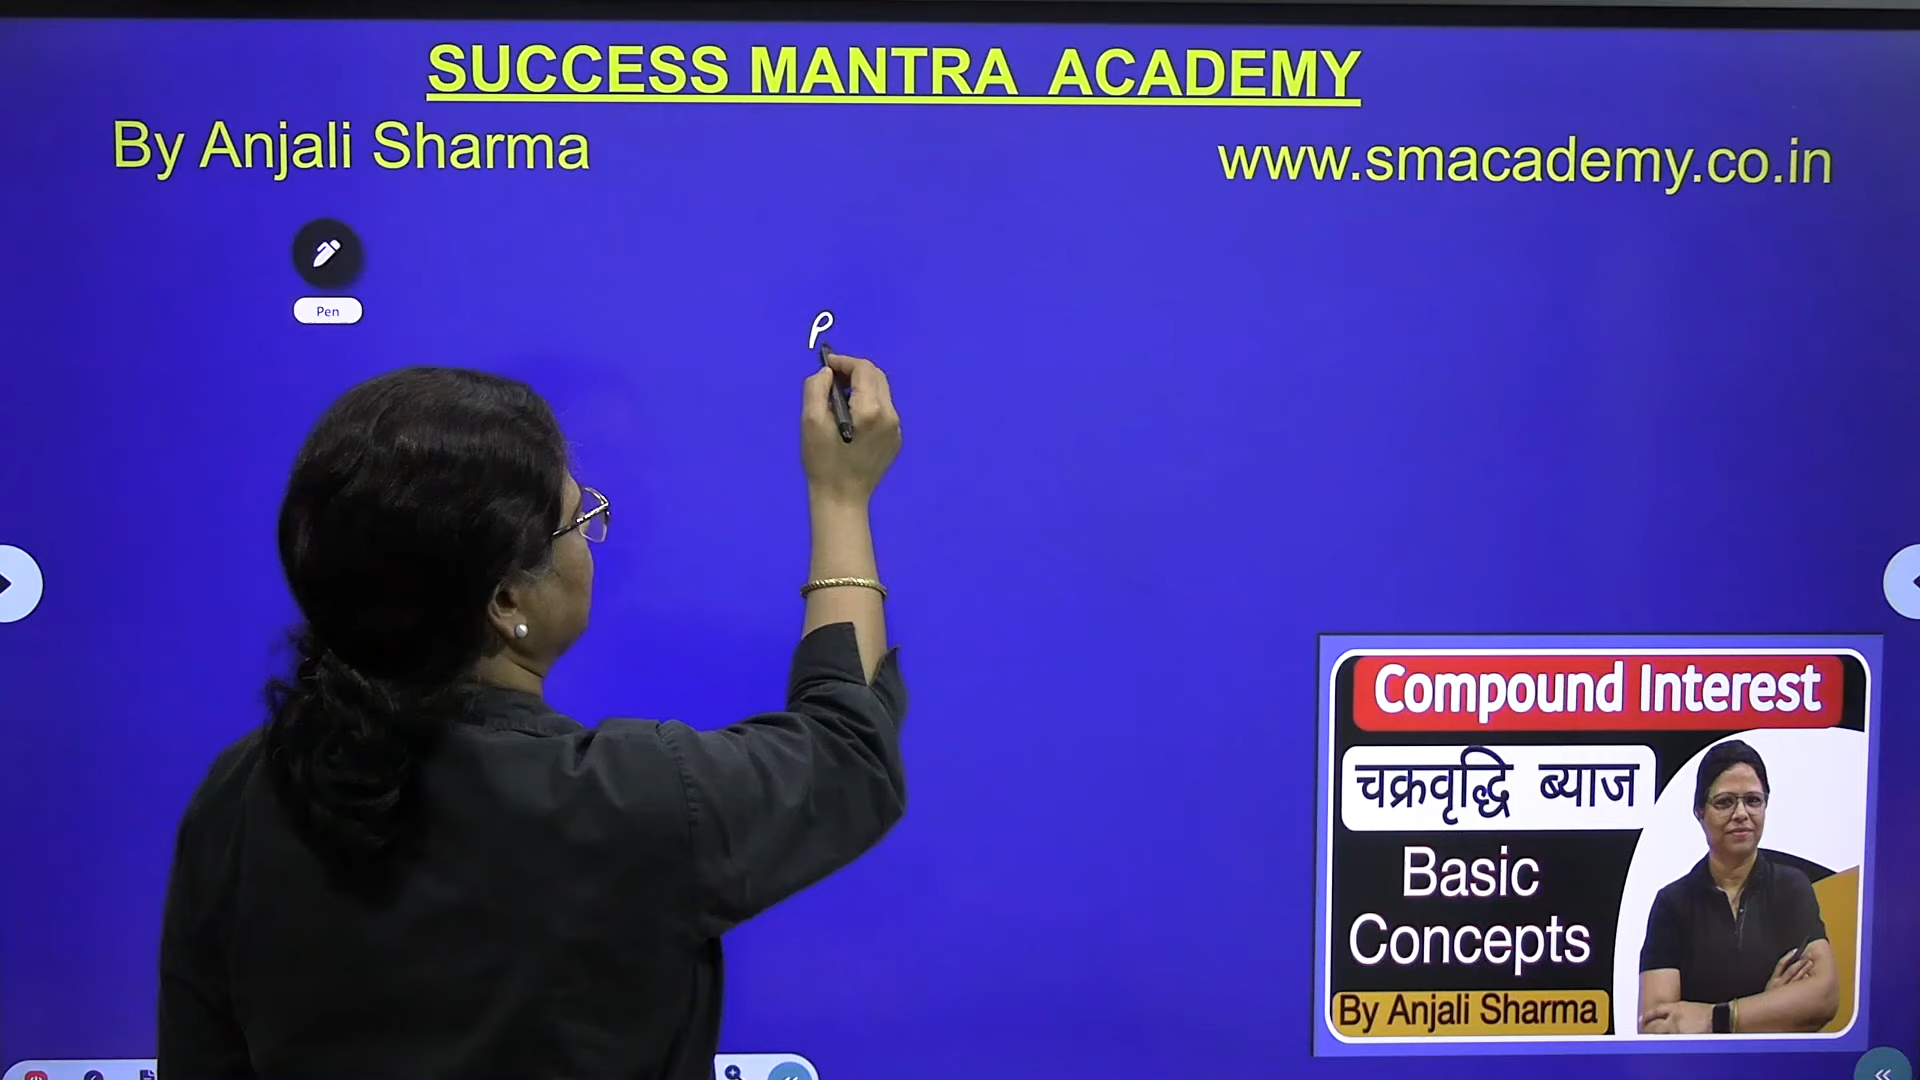 SUCCESS MANTRA ACADEMY
By Anjali Sharma
www.smacademy.co.in
Pen
P
Compound Interest
चक्रवृद्धि ब्याज
Basic
Concepts
By Anjali Sharma